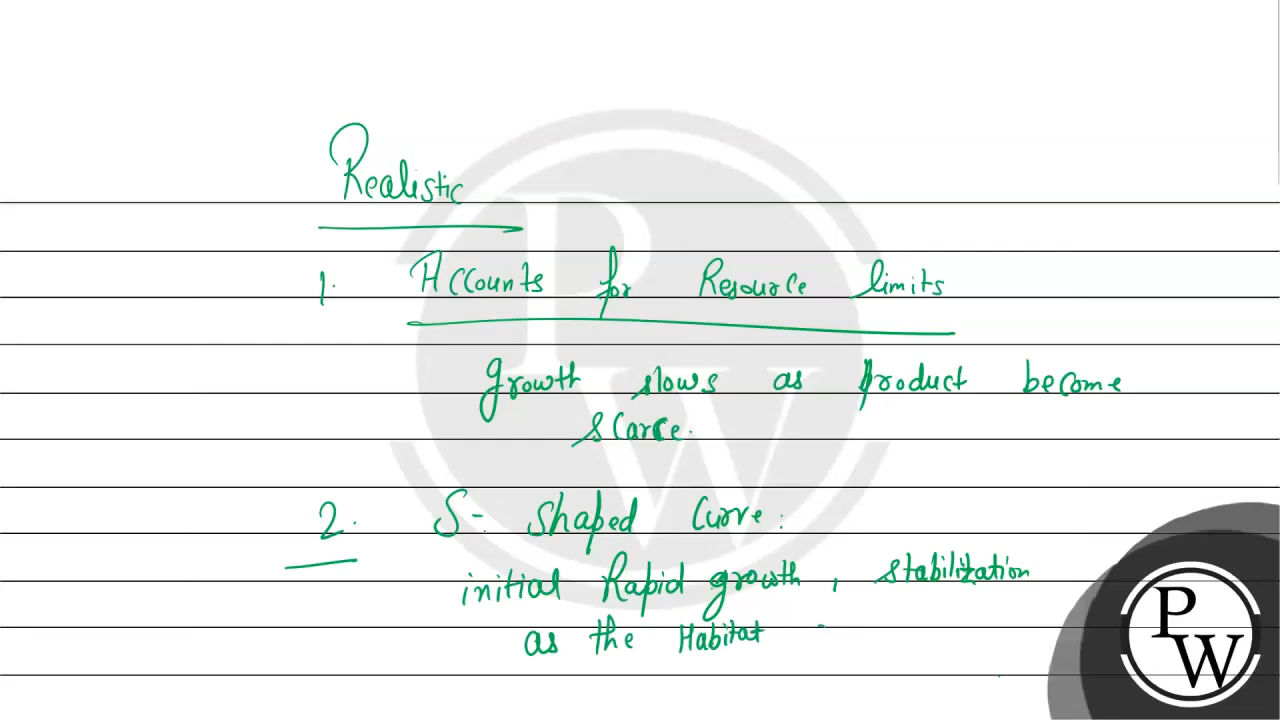 Realistic
1. Accounts for Resource limits
growth slows as product become
scarce.
2. S- shaped curve:
initial Rapid growth, stabilization
as the Habitat
P
W
P
W